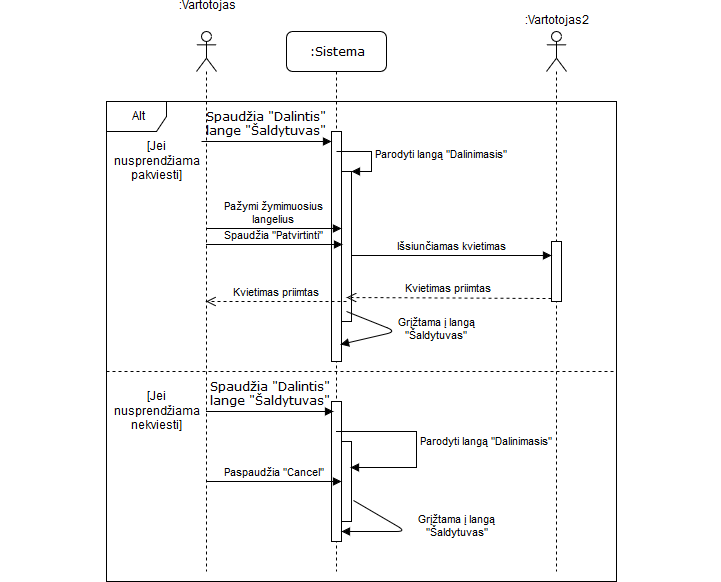 :Vartotojas
:Sistema
:Vartotojas2
Alt
[Jei
nusprendžiama
pakviesti]
Spaudžia "Dalintis"
lange "Šaldytuvas"
Parodyti langą "Dalinimasis"
Pažymi žymimuosius
langelius
Spaudžia "Patvirtinti"
Išsiunčiamas kvietimas
Kvietimas priimtas
Kvietimas priimtas
Grįžtama į langą
"Šaldytuvas"
[Jei
nusprendžiama
nekviesti]
Spaudžia "Dalintis"
lange "Šaldytuvas"
Parodyti langą "Dalinimasis"
Paspaudžia "Cancel"
Grįžtama į langą
"Šaldytuvas"